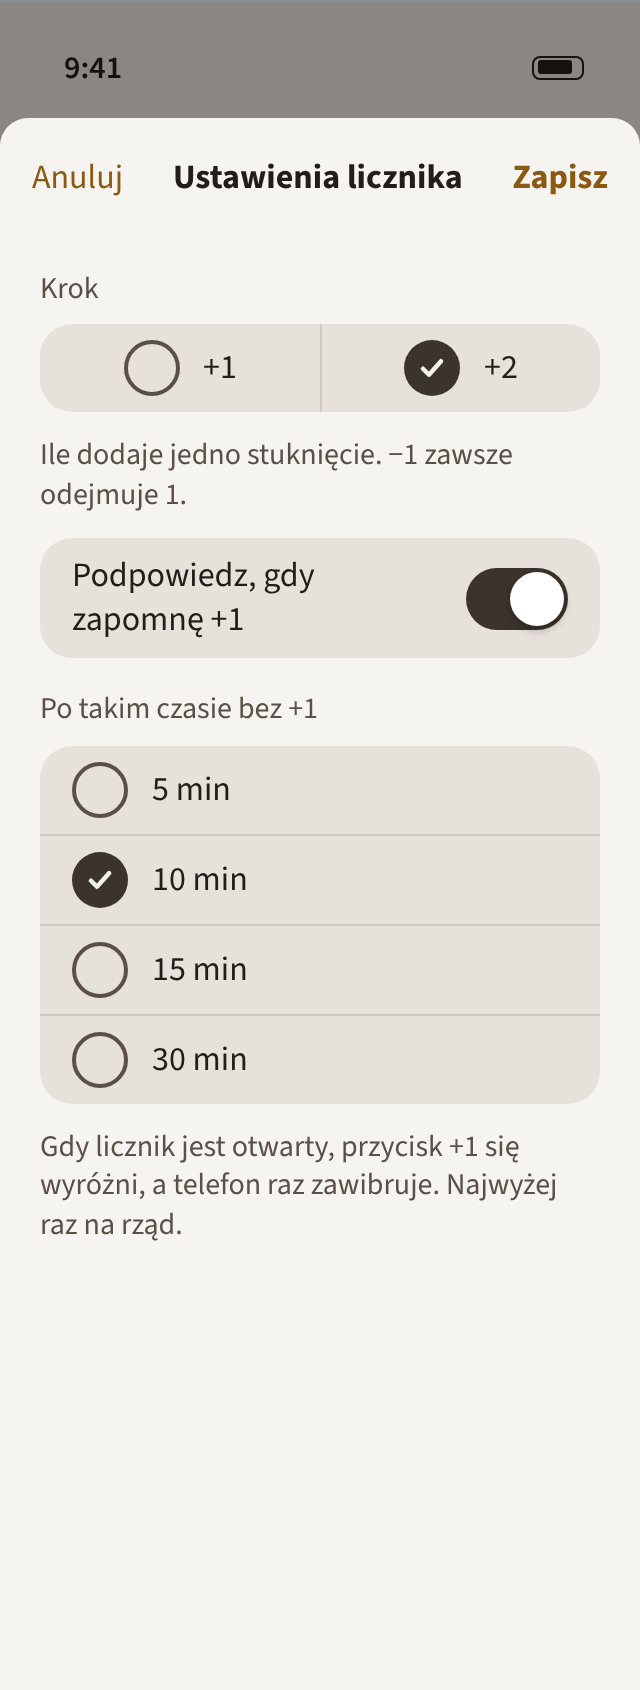 9:41
Anuluj
Ustawienia licznika
Zapisz
Krok
+1
+2
Ile dodaje jedno stuknięcie. −1 zawsze
odejmuje 1.
Podpowiedz, gdy
zapomnę +1
Po takim czasie bez +1
5 min
10 min
15 min
30 min
Gdy licznik jest otwarty, przycisk +1 się
wyróżni, a telefon raz zawibruje. Najwyżej
raz na rząd.